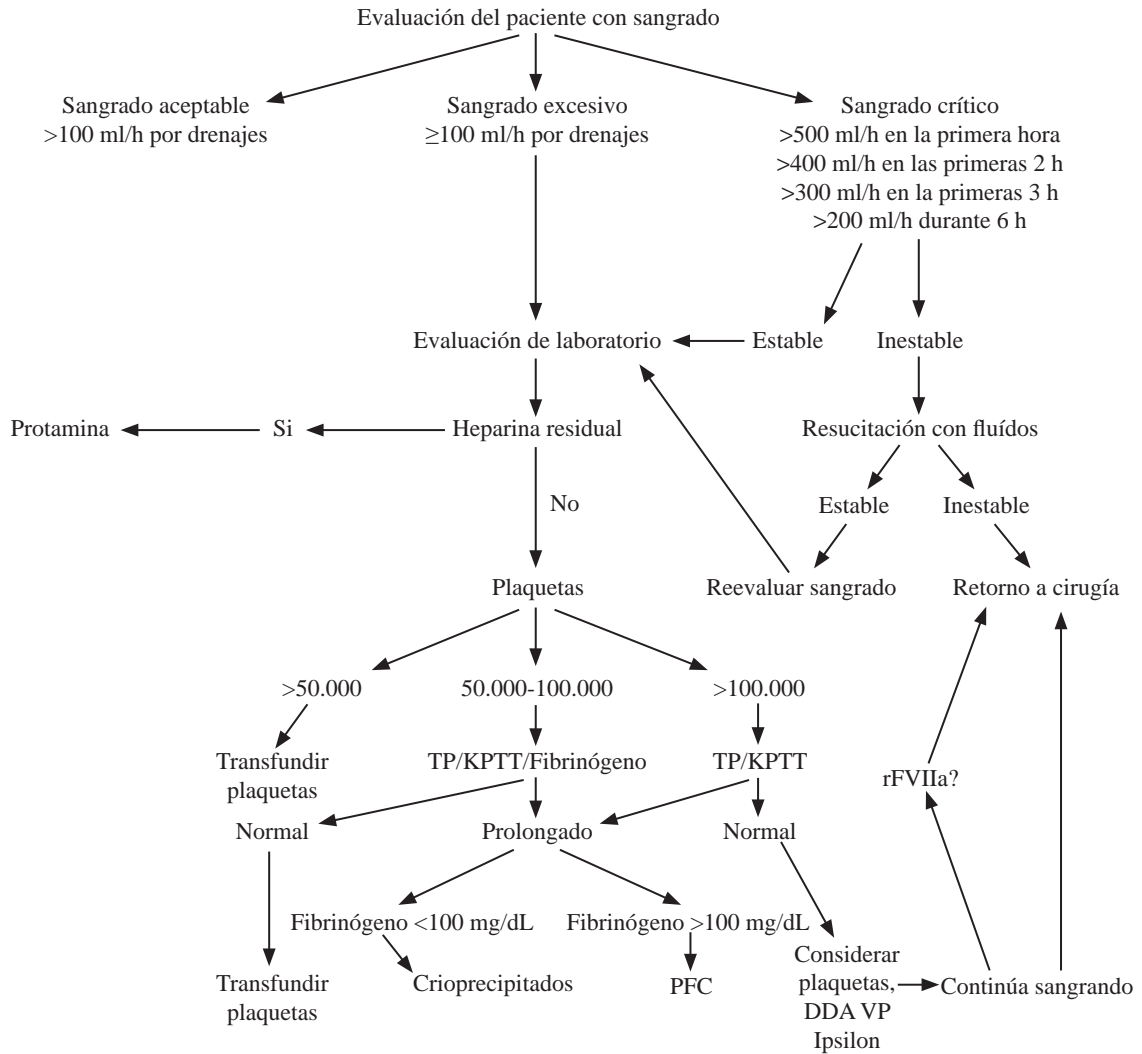 Evaluación del paciente con sangrado
Sangrado aceptable
>100 ml/h por drenajes
Sangrado excesivo
≥100 ml/h por drenajes
Sangrado crítico
>500 ml/h en la primera hora
>400 ml/h en las primeras 2 h
>300 ml/h en la primeras 3 h
>200 ml/h durante 6 h
Evaluación de laboratorio
Estable
Inestable
Protamina
Si
Heparina residual
Resucitación con fluídos
No
Estable
Inestable
Plaquetas
Reevaluar sangrado
Retorno a cirugía
>50.000
50.000-100.000
>100.000
Transfundir
plaquetas
TP/KPTT/Fibrinógeno
TP/KPTT
rFVIIa?
Normal
Prolongado
Normal
Fibrinógeno <100 mg/dL
Fibrinógeno >100 mg/dL
Transfundir
plaquetas
Crioprecipitados
PFC
Considerar
plaquetas,
DDA VP
Ipsilon
Continúa sangrando